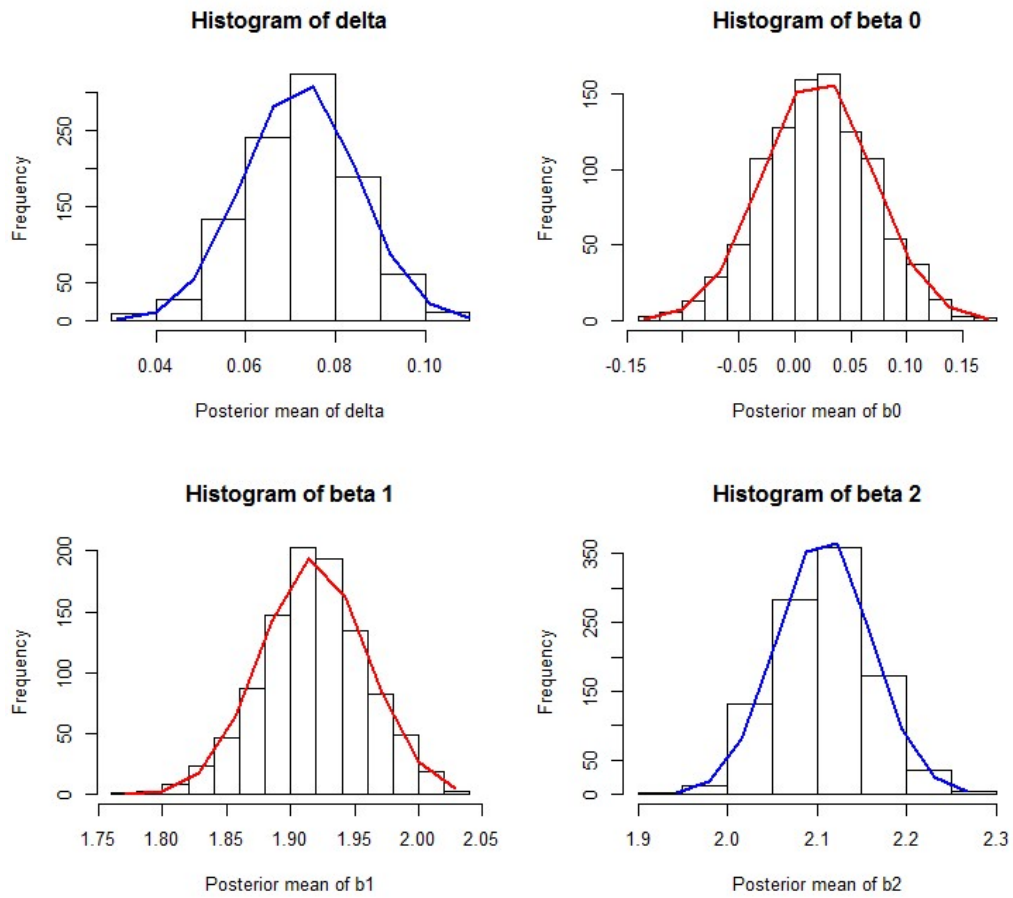 Histogram of delta
Frequency
50
150
250
0
0.04 0.06 0.08 0.10
Posterior mean of delta
Histogram of beta 0
Frequency
0
50
100
150
-0.15 -0.05 0.00 0.05 0.10 0.15
Posterior mean of b0
Histogram of beta 1
Frequency
0
50
100
150
200
1.75 1.80 1.85 1.90 1.95 2.00 2.05
Posterior mean of b1
Histogram of beta 2
Frequency
0
50
150
250
350
1.9 2.0 2.1 2.2 2.3
Posterior mean of b2